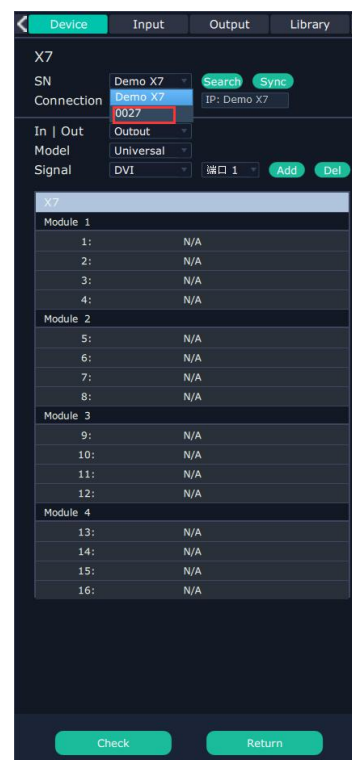 Device Input Output Library
X7
SN Demo X7 Search Sync
Connection Demo X7 IP: Demo X7
0027
In | Out Output
Model Universal
Signal DVI 端口 1 Add Del
X7
Module 1
1: N/A
2: N/A
3: N/A
4: N/A
Module 2
5: N/A
6: N/A
7: N/A
8: N/A
Module 3
9: N/A
10: N/A
11: N/A
12: N/A
Module 4
13: N/A
14: N/A
15: N/A
16: N/A
Check Return